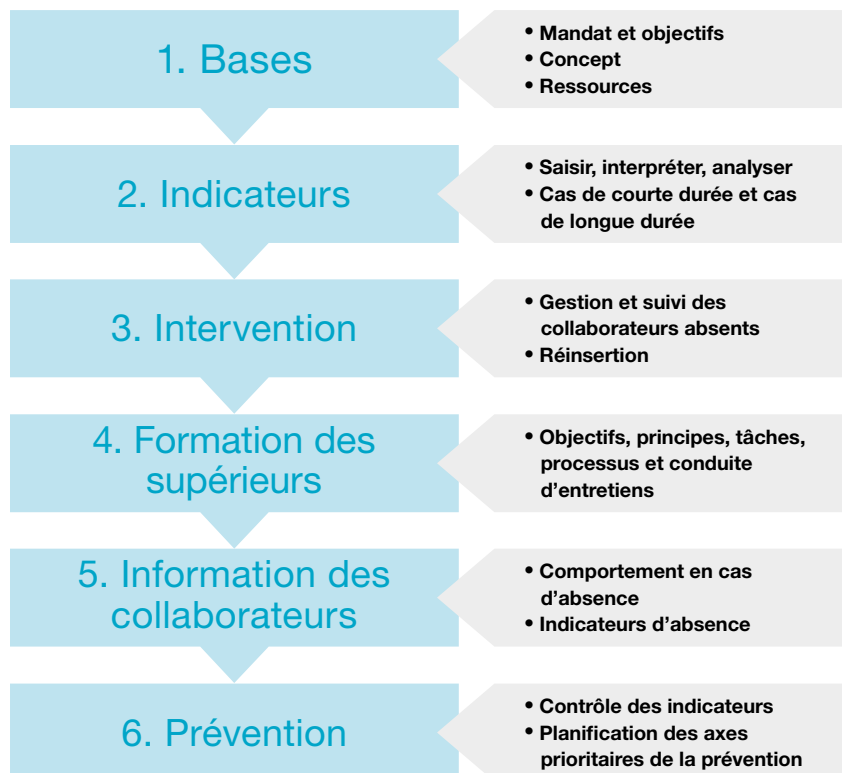 1. Bases
• Mandat et objectifs
• Concept
• Ressources
2. Indicateurs
• Saisir, interpréter, analyser
• Cas de courte durée et cas
de longue durée
3. Intervention
• Gestion et suivi des
collaborateurs absents
• Réinsertion
4. Formation des
supérieurs
• Objectifs, principes, tâches,
processus et conduite
d’entretiens
5. Information des
collaborateurs
• Comportement en cas
d’absence
• Indicateurs d’absence
6. Prévention
• Contrôle des indicateurs
• Planification des axes
prioritaires de la prévention